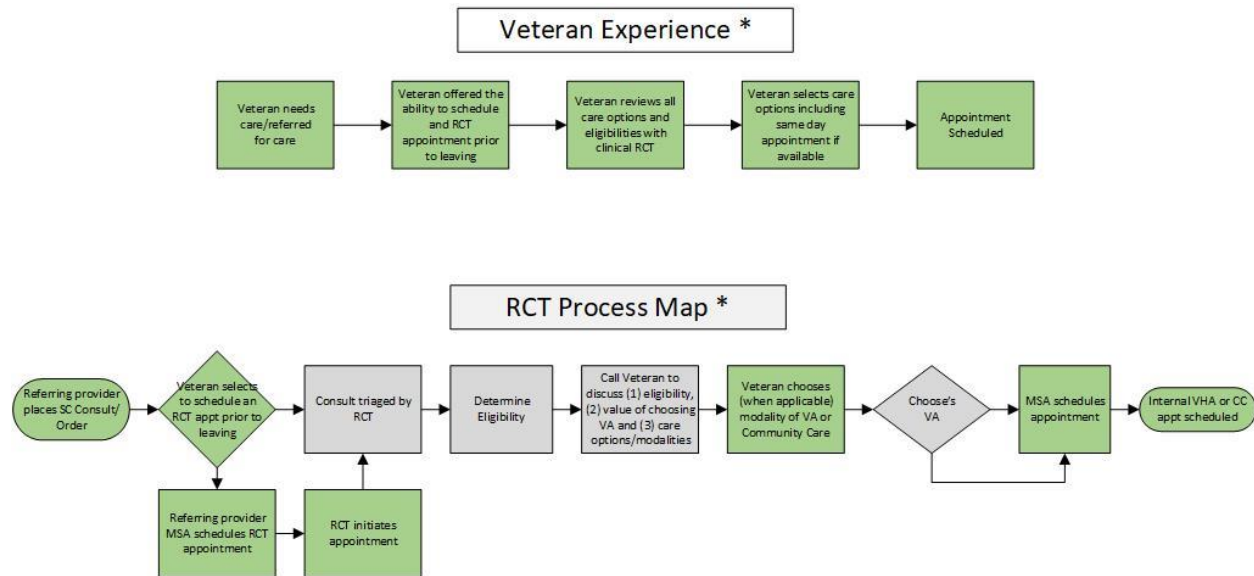 Veteran Experience *
Veteran needs
care/referred
for care
Veteran offered the
ability to schedule
and RCT
appointment prior
to leaving
Veteran reviews all
care options and
eligibilities with
clinical RCT
Veteran selects care
options including
same day
appointment if
available
Appointment
Scheduled
RCT Process Map *
Referring provider
places SC Consult/
Order
Veteran selects
to schedule an
RCT appt prior to
leaving
Consult triaged by
RCT
Determine
Eligibility
Call Veteran to
discuss (1) eligibility,
(2) value of choosing
VA and (3) care
options/modalities
Veteran chooses
(when applicable)
modality of VA or
Community Care
Choose's
VA
MSA schedules
appointment
Internal VHA or CC
appt scheduled
Referring provider
MSA schedules RCT
appointment
RCT initiates
appointment